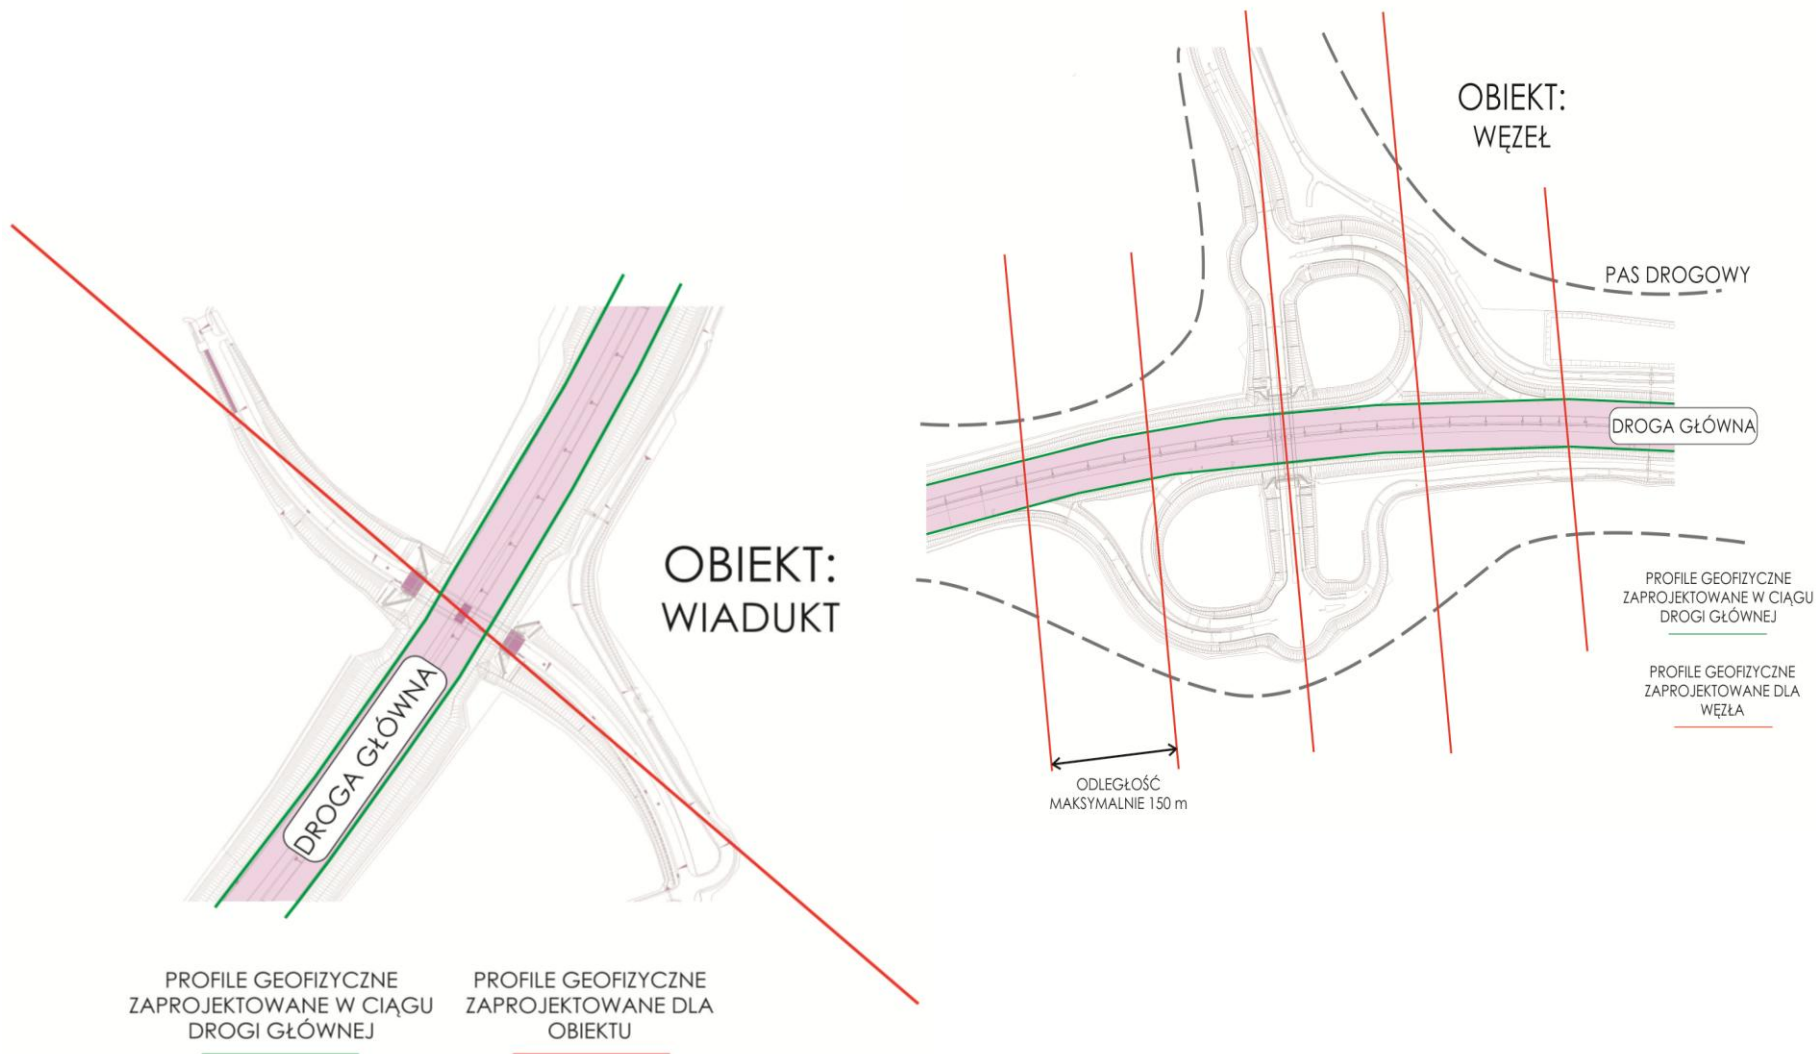 OBIEKT:
WIADUKT
DROGA GŁÓWNA
PROFILE GEOFIZYCZNE
ZAPROJEKTOWANE W CIĄGU
DROGI GŁÓWNEJ
PROFILE GEOFIZYCZNE
ZAPROJEKTOWANE DLA
OBIEKTU
OBIEKT:
WĘZEŁ
PAS DROGOWY
DROGA GŁÓWNA
PROFILE GEOFIZYCZNE
ZAPROJEKTOWANE W CIĄGU
DROGI GŁÓWNEJ
PROFILE GEOFIZYCZNE
ZAPROJEKTOWANE DLA
WĘZŁA
ODLEGŁOŚĆ
MAKSYMALNIE 150 m